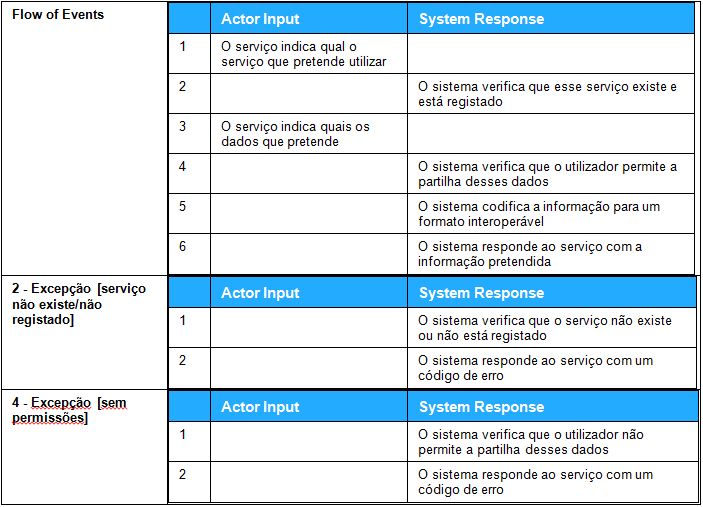 Flow of Events
Actor Input System Response
1 O serviço indica qual o
serviço que pretende utilizar
2 O sistema verifica que esse serviço existe e
está registado
3 O serviço indica quais os
dados que pretende
4 O sistema verifica que o utilizador permite a
partilha desses dados
5 O sistema codifica a informação para um
formato interoperável
6 O sistema responde ao serviço com a
informação pretendida
2 - Excepção [serviço
não existe/não
registado]
Actor Input System Response
1 O sistema verifica que o serviço não existe
ou não está registado
2 O sistema responde ao serviço com um
código de erro
4 - Excepção [sem
permissões]
Actor Input System Response
1 O sistema verifica que o utilizador não
permite a partilha desses dados
2 O sistema responde ao serviço com um
código de erro